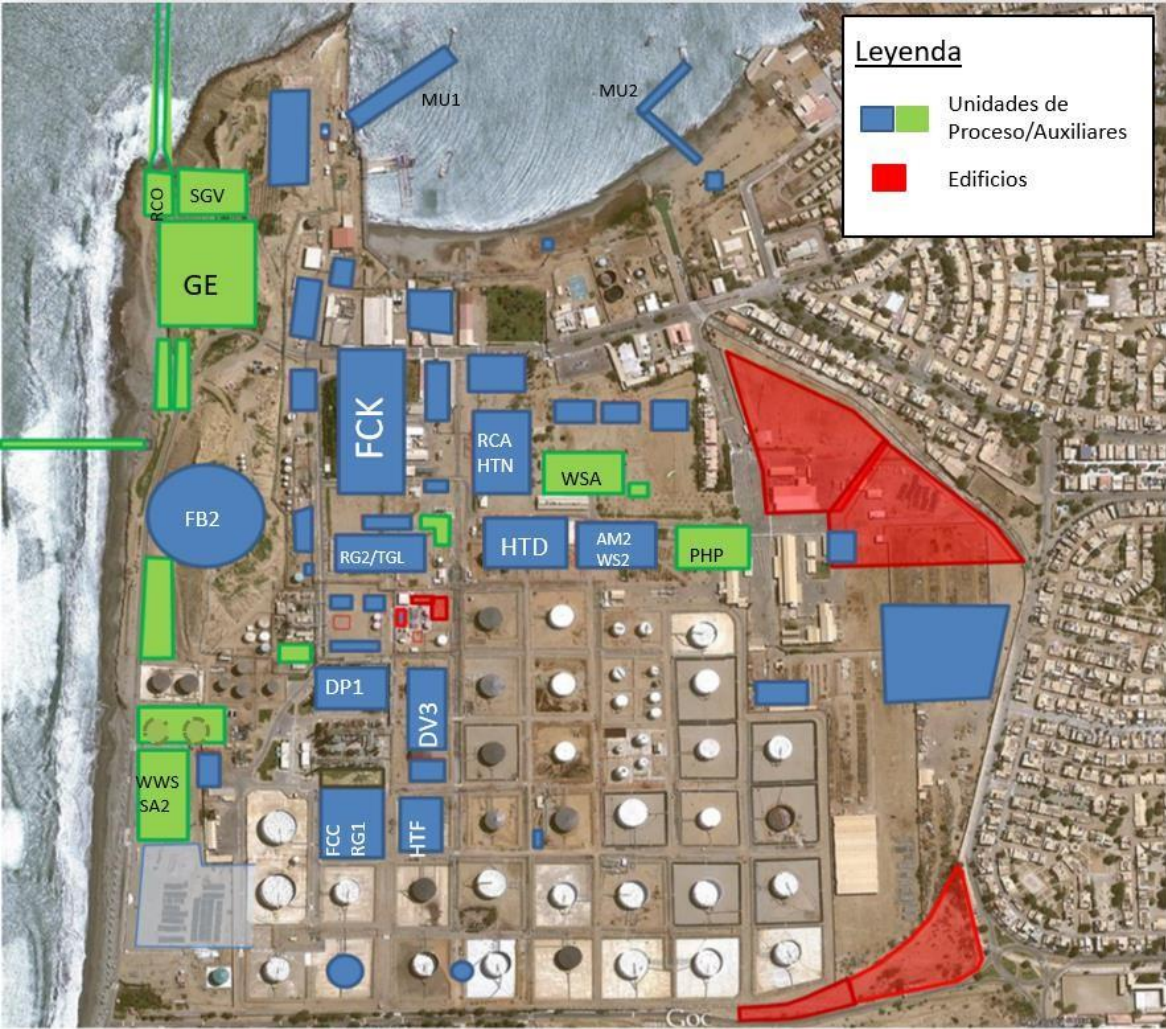 Leyenda
Unidades de
Proceso/Auxiliares
Edificios
MU1
MU2
RCO
SGV
GE
FCK
RCA
HTN
WSA
FB2
RG2/TGL
HTD
AM2
WS2
PHP
DP1
DV3
WWS
SA2
FCC
RG1
HTF
Goc